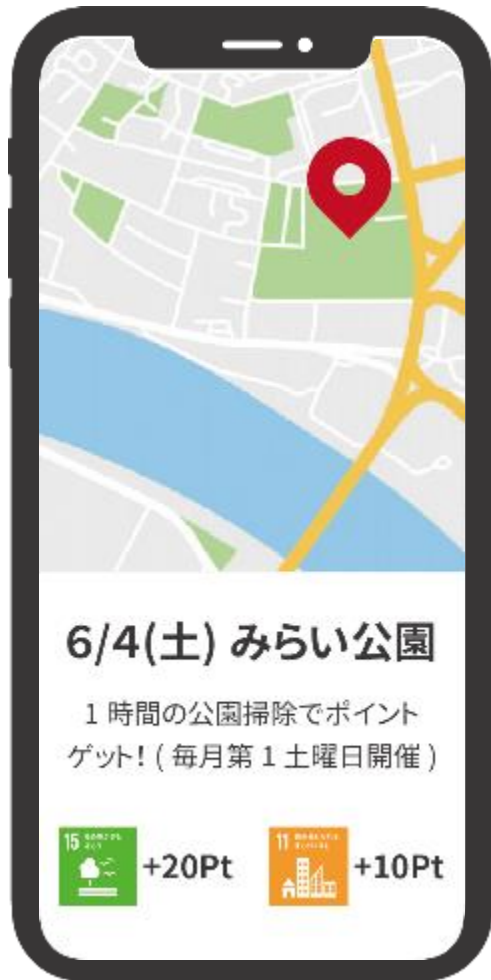 6/4(土) みらい公園
1 時間の公園掃除でポイント
ゲット! ( 毎月第 1 土曜日開催 )
15
+20Pt
11
+10Pt